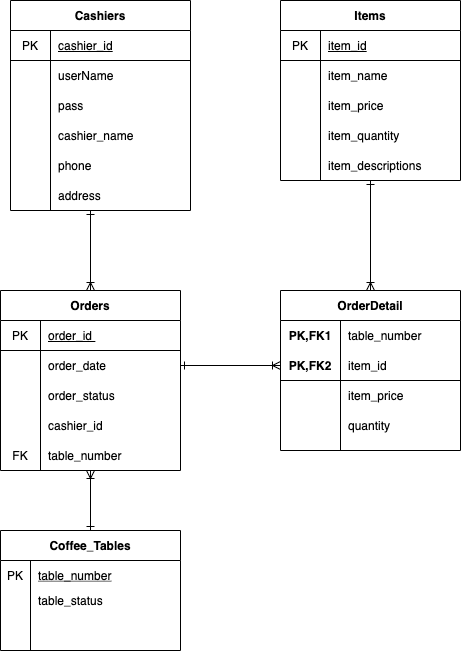 Cashiers
PK cashier_id
userName
pass
cashier_name
phone
address
Items
PK item_id
item_name
item_price
item_quantity
item_descriptions
Orders
PK order_id
order_date
order_status
cashier_id
FK table_number
OrderDetail
PK,FK1 table_number
PK,FK2 item_id
item_price
quantity
Coffee_Tables
PK table_number
table_status